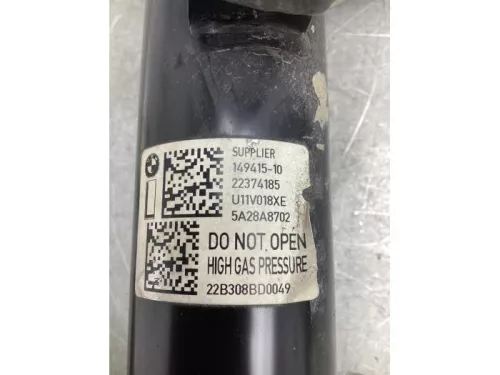 SUPPLIER
149415-10
22374185
U11V018XE
5A28A8702
DO NOT OPEN
HIGH GAS PRESSURE
22B308BD0049